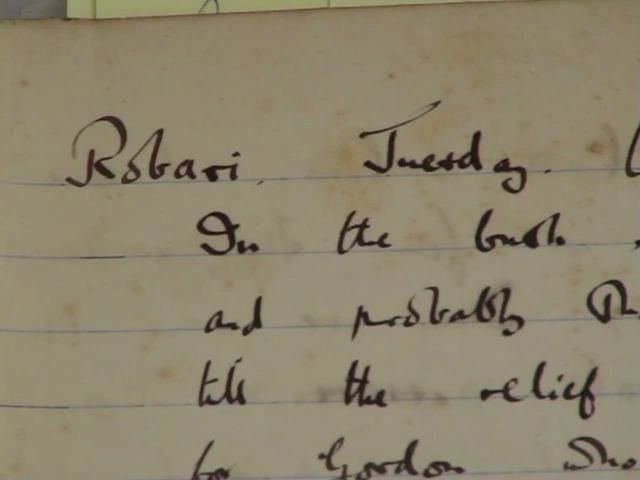 Robari. Tuesday.
In the bush
and probably
till the relief
for Gordon